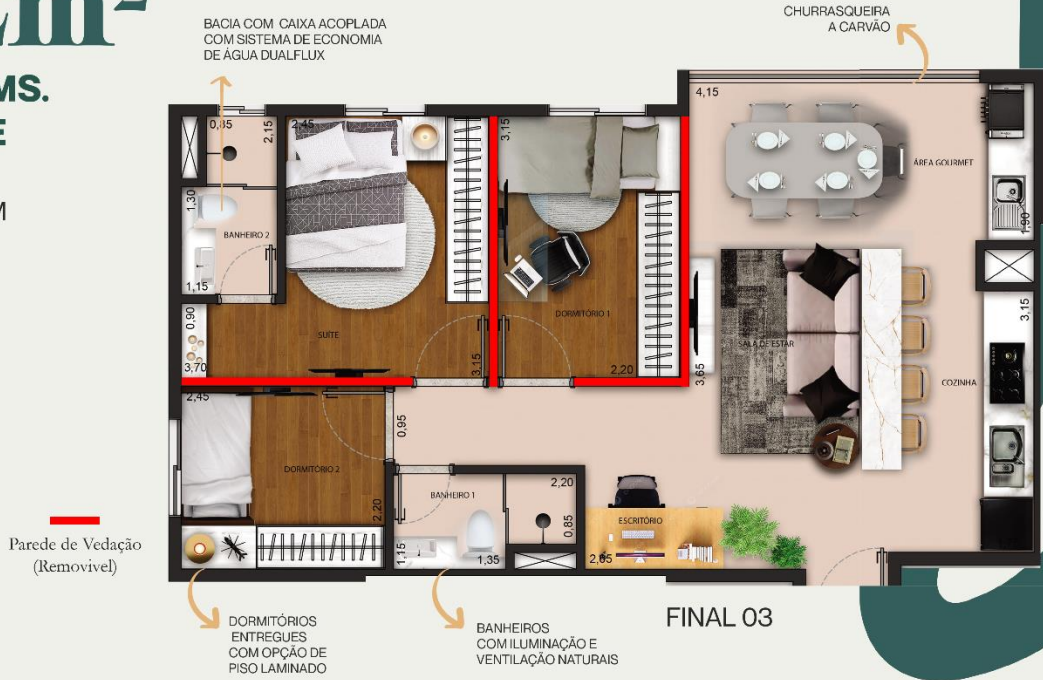 m²
MS.
E
M
BACIA COM CAIXA ACOPLADA
COM SISTEMA DE ECONOMIA
DE ÁGUA DUALFLUX
CHURRASQUEIRA
A CARVÃO
0,85
2,15
2,45
3,15
4,15
ÁREA GOURMET
1,90
1,30
BANHEIRO 2
1,15
0,90
3,70
SUÍTE
3,15
DORMITÓRIO 1
2,20
3,65
SALA DE ESTAR
COZINHA
3,15
2,45
0,95
DORMITÓRIO 2
2,20
BANHEIRO 1
1,15
1,35
2,20
0,85
ESCRITÓRIO
2,65
Parede de Vedação
(Removivel)
FINAL 03
DORMITÓRIOS
ENTREGUES
COM OPÇÃO DE
PISO LAMINADO
BANHEIROS
COM ILUMINAÇÃO E
VENTILAÇÃO NATURAIS